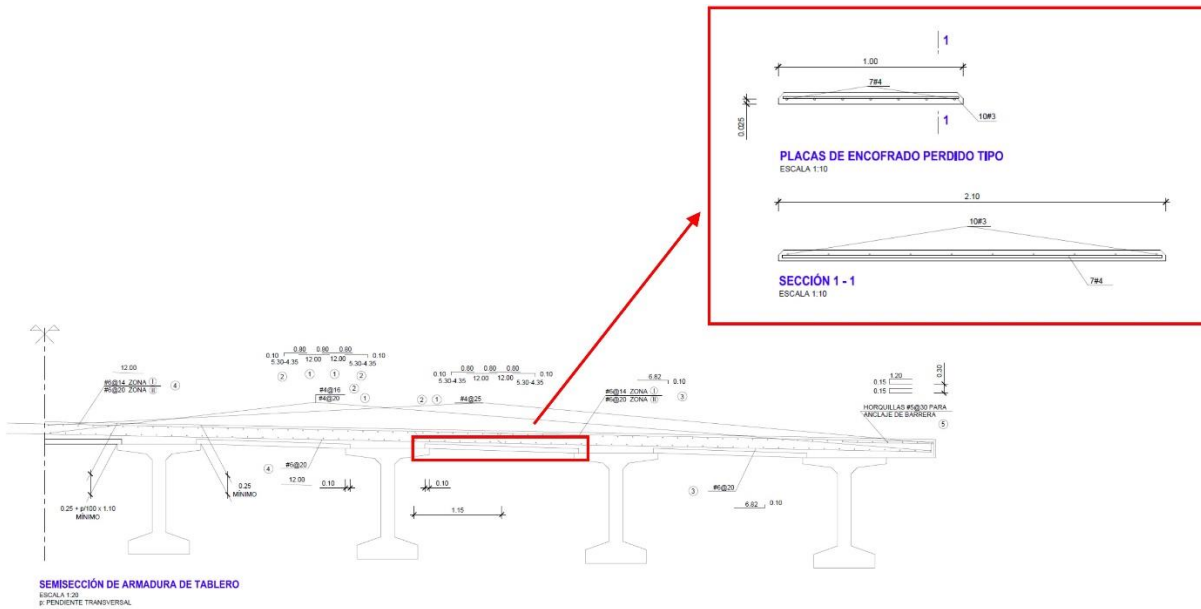 1
1.00
7#4
0.025
10#3
1
PLACAS DE ENCOFRADO PERDIDO TIPO
ESCALA 1:10
2.10
10#3
7#4
SECCIÓN 1 - 1
ESCALA 1:10
0.80 0.80 0.80
0.10 0.10
5.30-4.35 12.00 12.00 5.30-4.35
2 1 1 2
0.80 0.80 0.80
0.10 0.10
5.30-4.35 12.00 12.00 5.30-4.35
12.00
#6@14 ZONA I
#6@20 ZONA II
4
#4@16 2
#4@20 1
2 1 #4@25
6.82 0.10
#6@14 ZONA I
#6@20 ZONA II
3
1.20
0.15
0.15
0.30
HORQUILLAS #5@30 PARA
ANCLAJE DE BARRERA
5
4 #6@20
12.00
0.25
MÍNIMO
0.10
0.10
1.15
3 #6@20
6.82 0.10
0.25 + p/100 x 1.10
MÍNIMO
SEMISECCIÓN DE ARMADURA DE TABLERO
ESCALA 1:20
p: PENDIENTE TRANSVERSAL